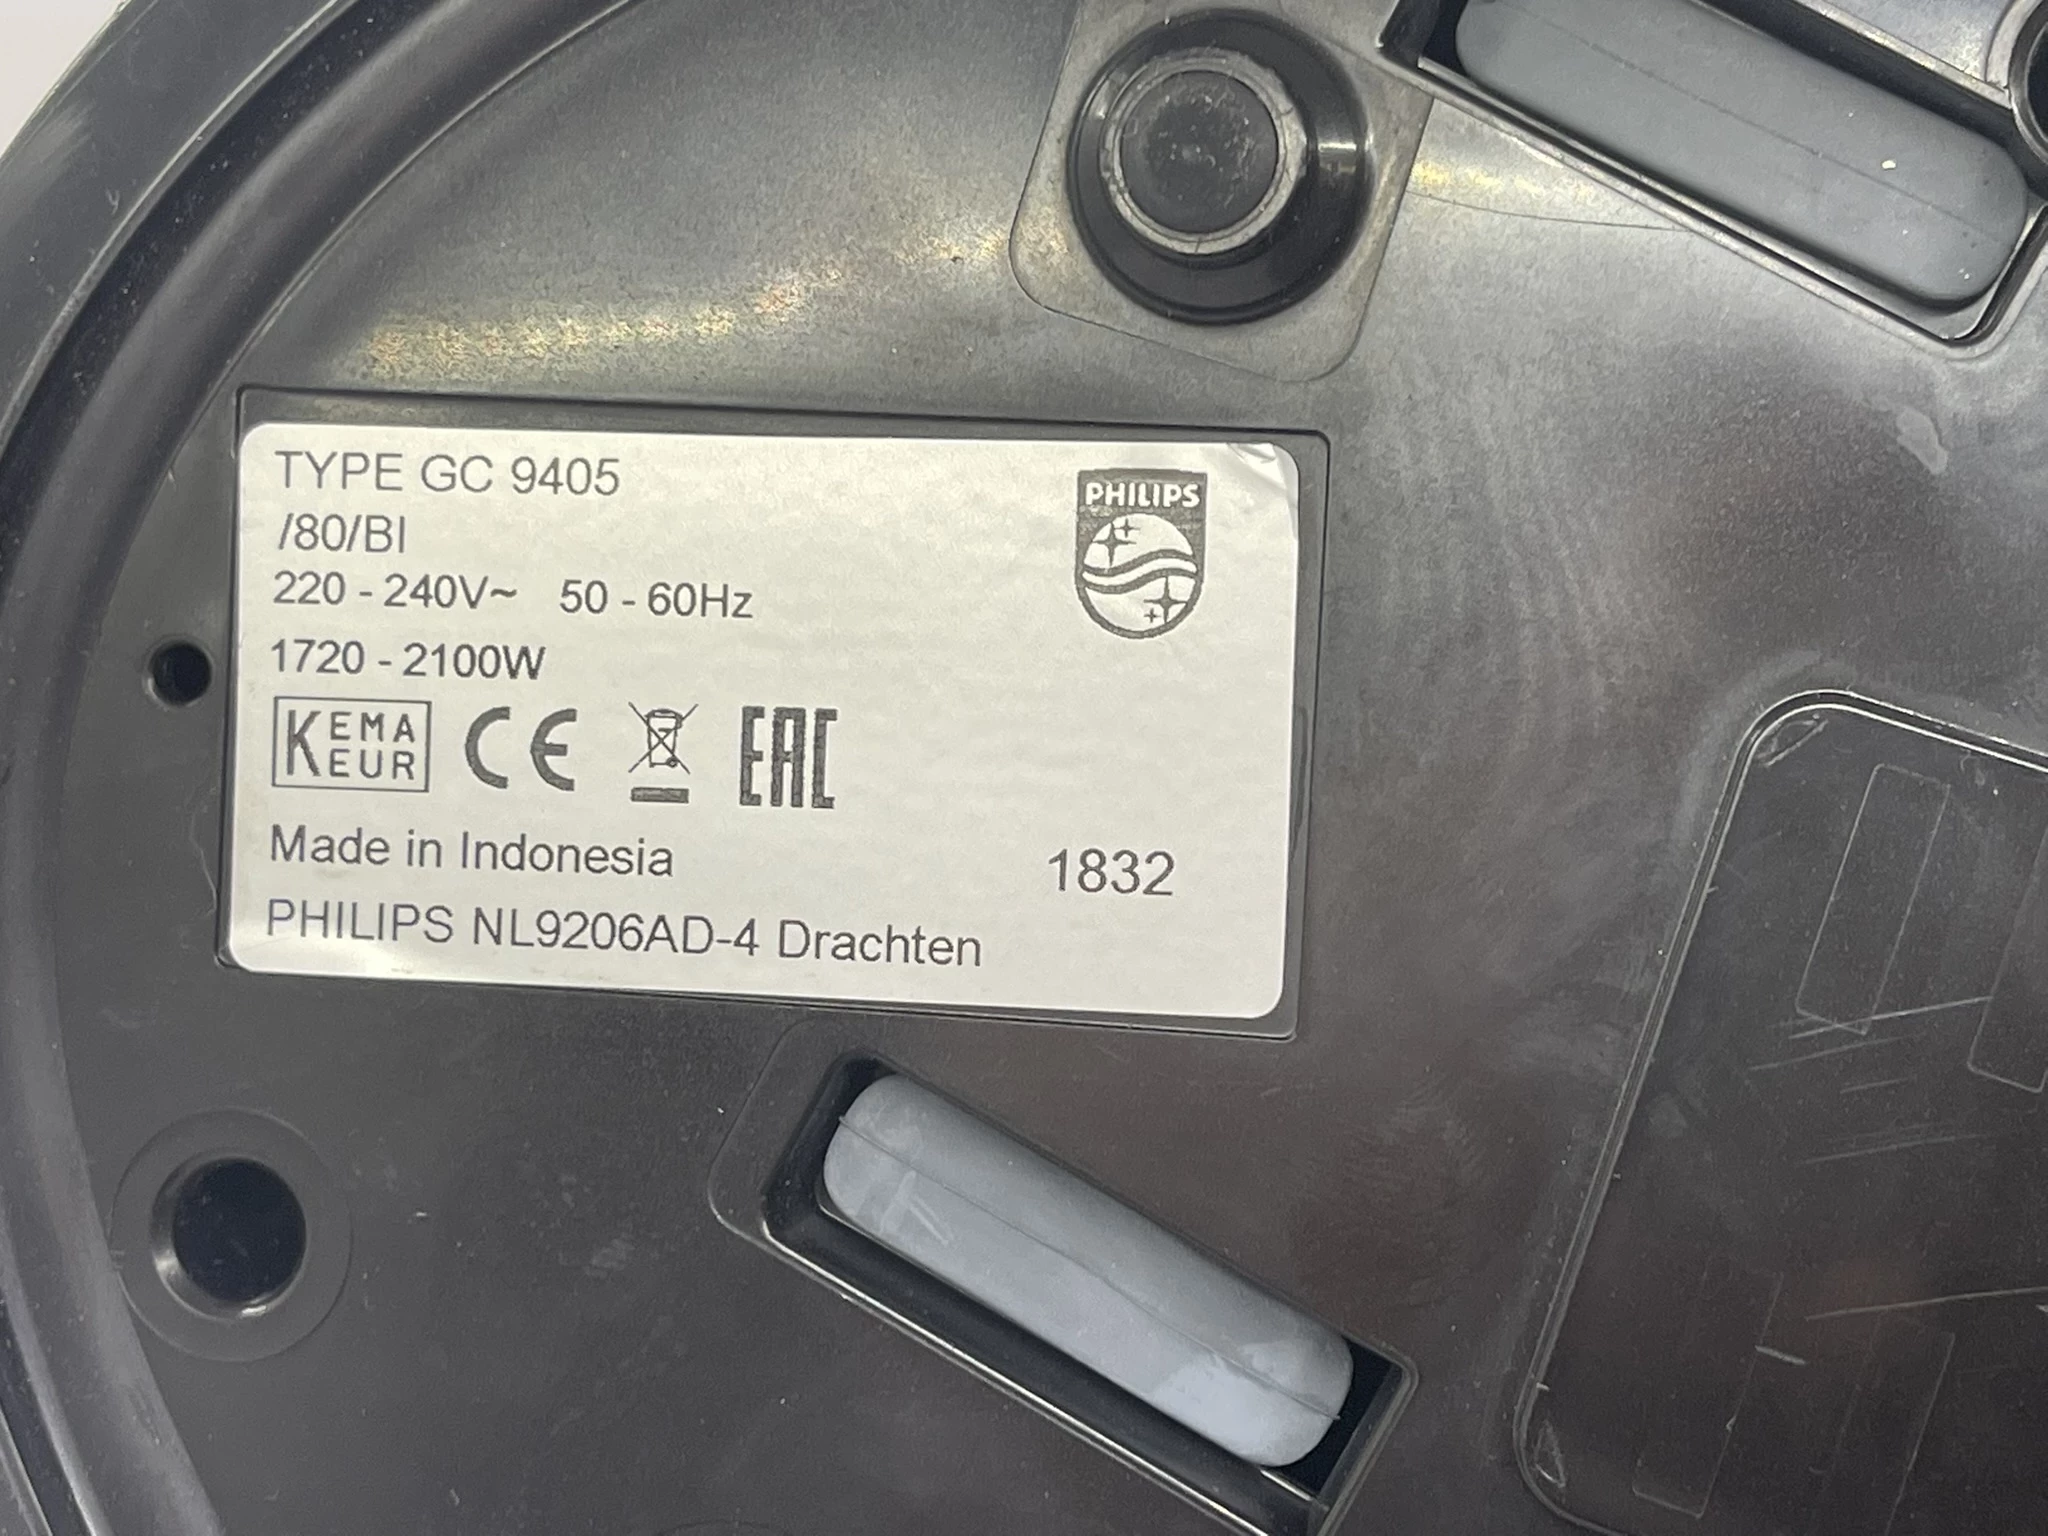 TYPE GC 9405
PHILIPS
/80/BI
220 - 240V~ 50 - 60Hz
1720 - 2100W
KEMA EUR CE EAC
Made in Indonesia 1832
PHILIPS NL9206AD-4 Drachten